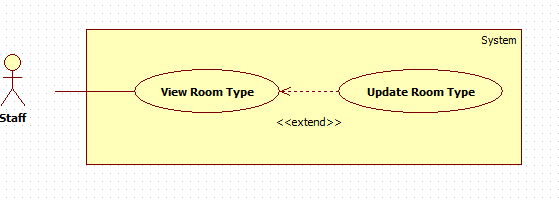 System
View Room Type
Update Room Type
<<extend>>
Staff